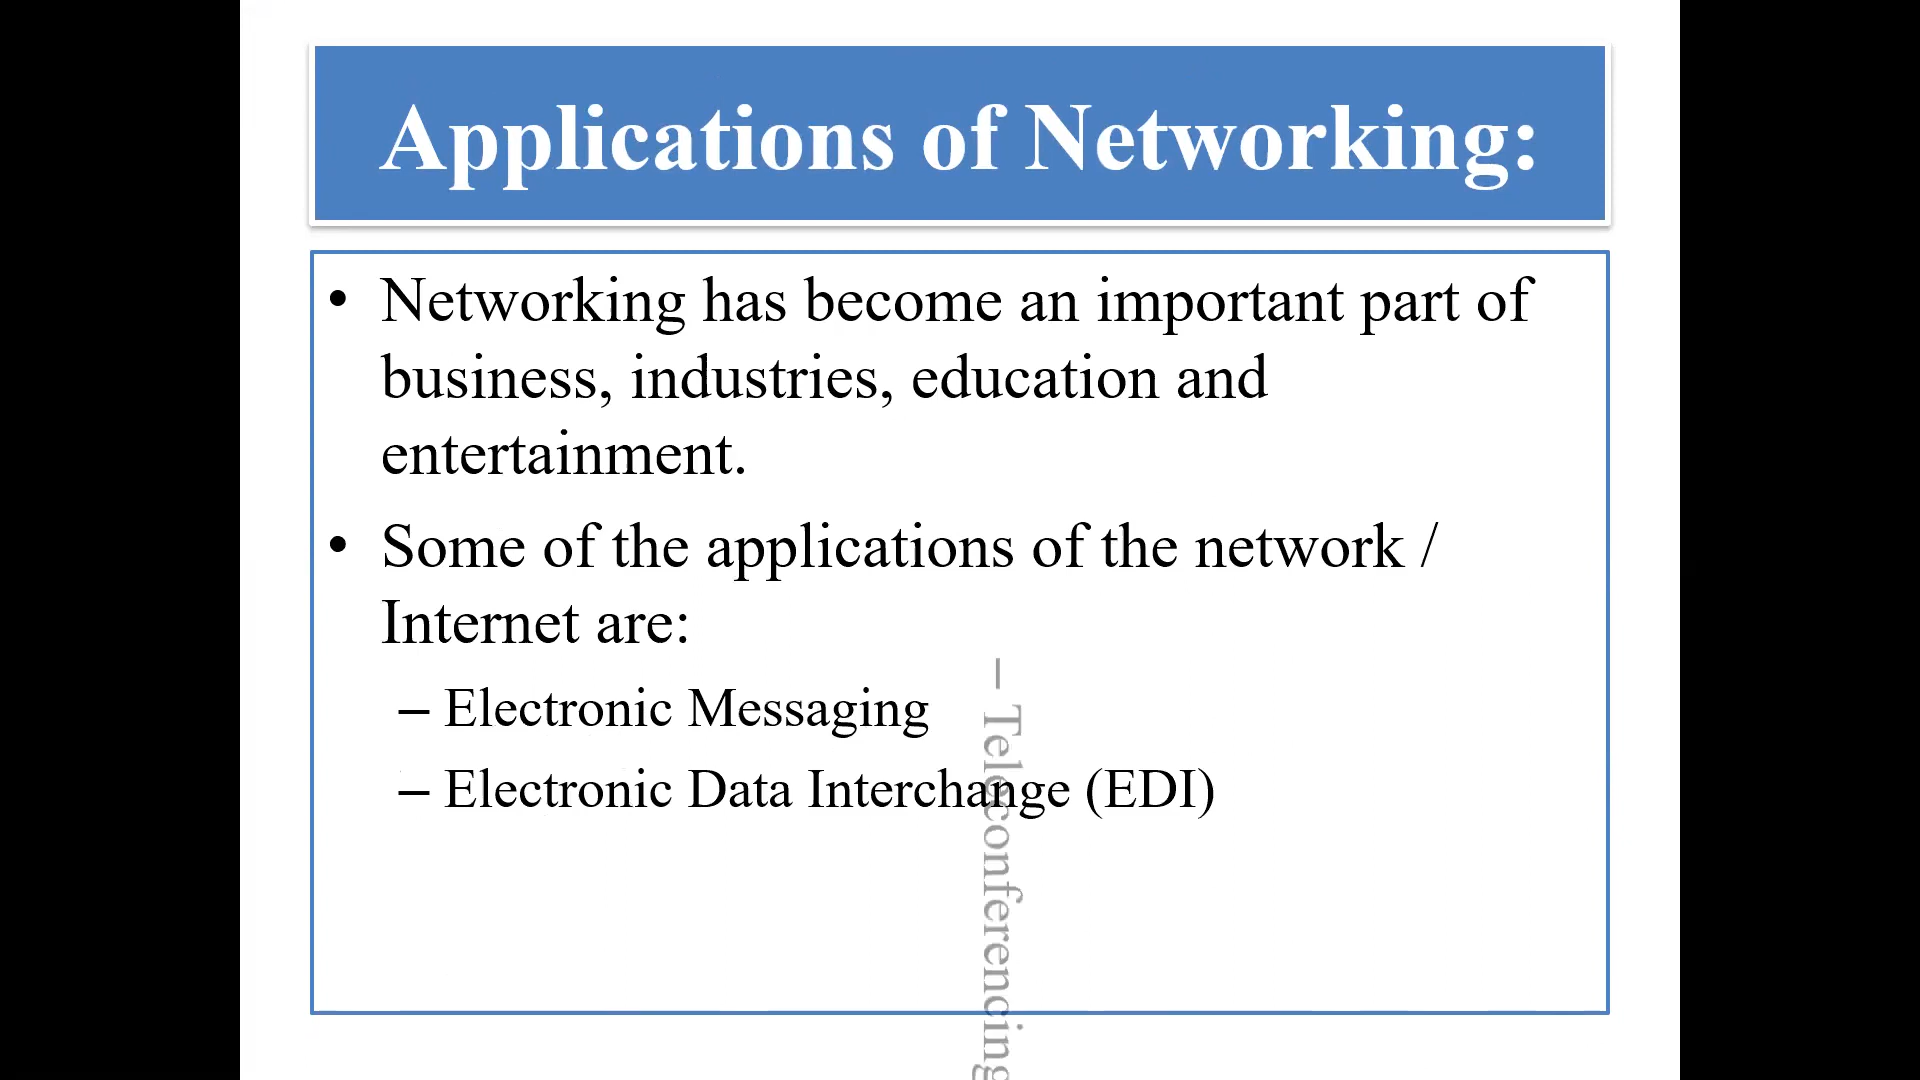 Applications of Networking:
• Networking has become an important part of
business, industries, education and
entertainment.
• Some of the applications of the network /
Internet are:
– Electronic Messaging
– Electronic Data Interchange (EDI)
– Teleconferencing